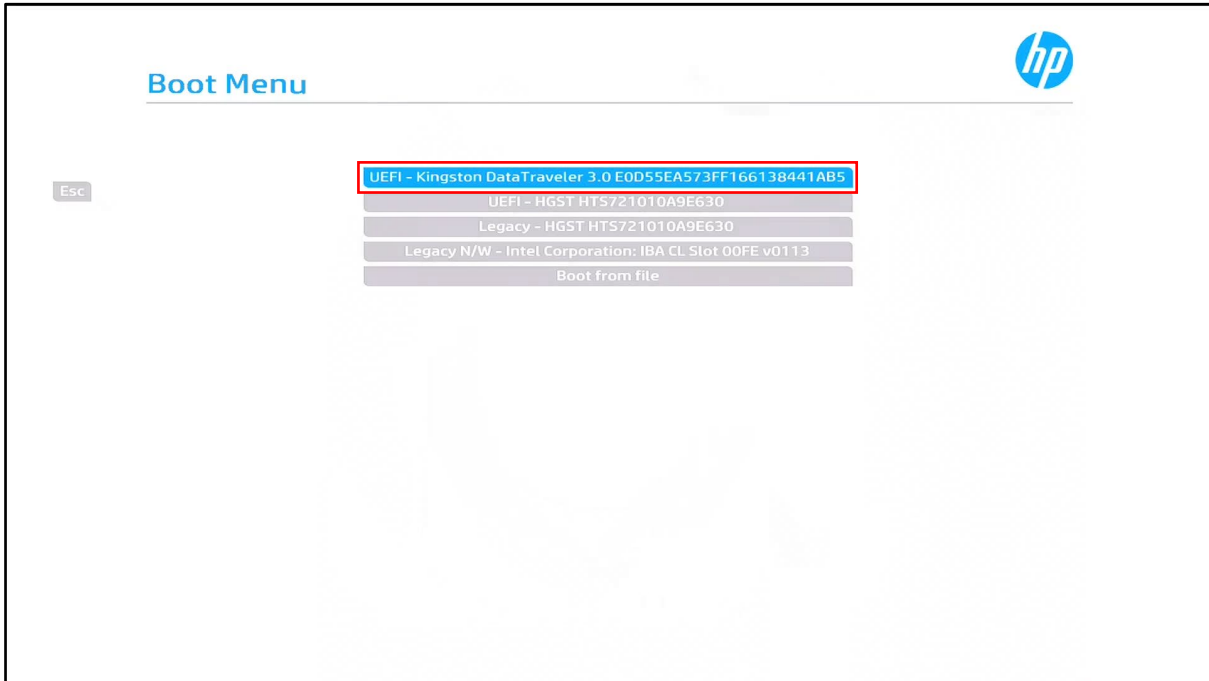 hp
Boot Menu
Esc
UEFI - Kingston DataTraveler 3.0 E0D55EA573FF166138441AB5
UEFI - HGST HTS721010A9E630
Legacy - HGST HTS721010A9E630
Legacy N/W - Intel Corporation: IBA CL Slot 00FE v0113
Boot from file